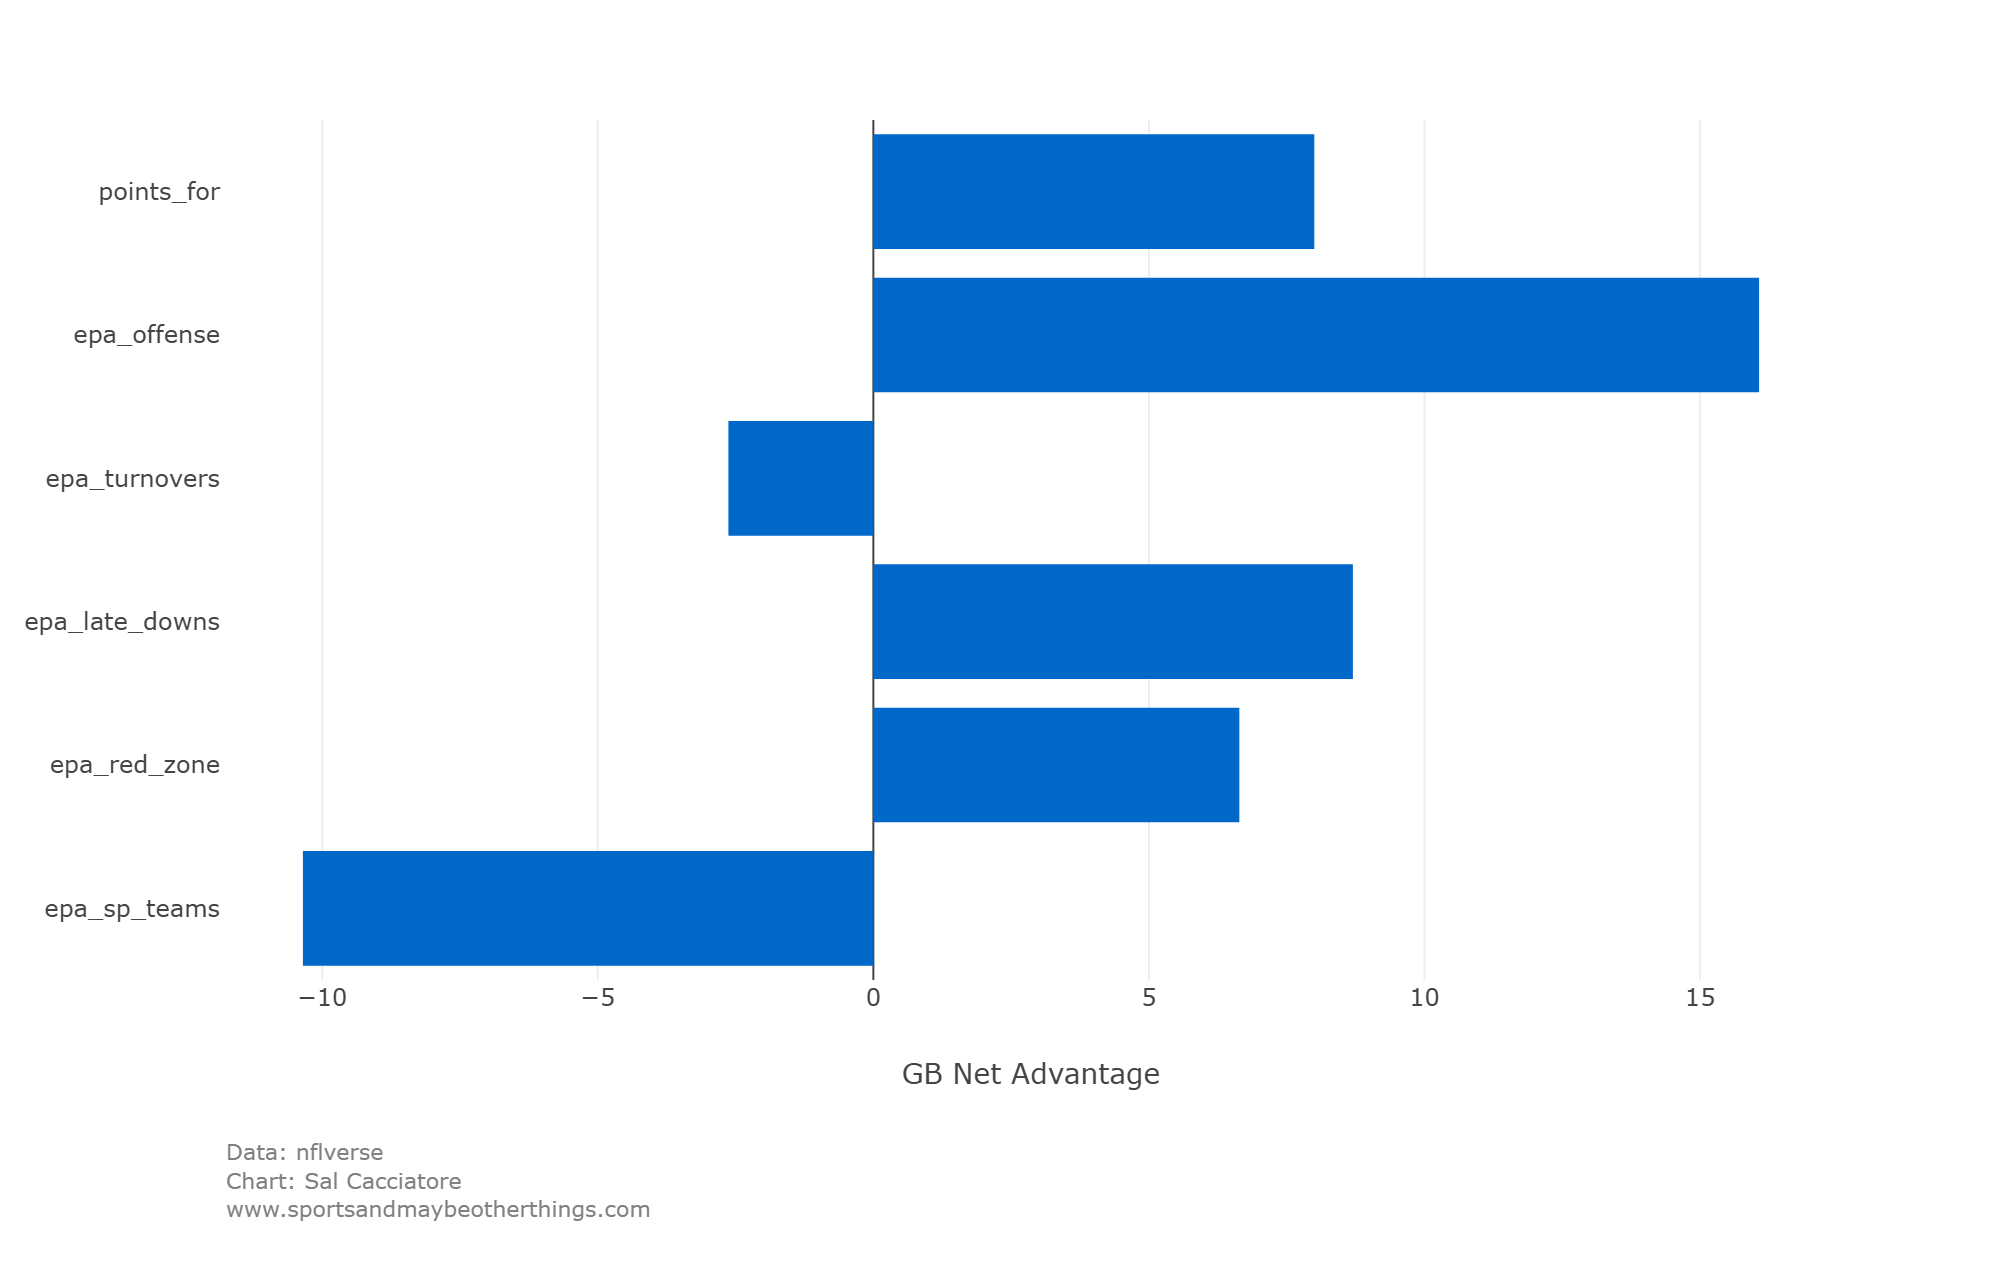 points_for
epa_offense
epa_turnovers
epa_late_downs
epa_red_zone
epa_sp_teams
−10 −5 0 5 10 15
GB Net Advantage
Data: nflverse
Chart: Sal Cacciatore
www.sportsandmaybeotherthings.com